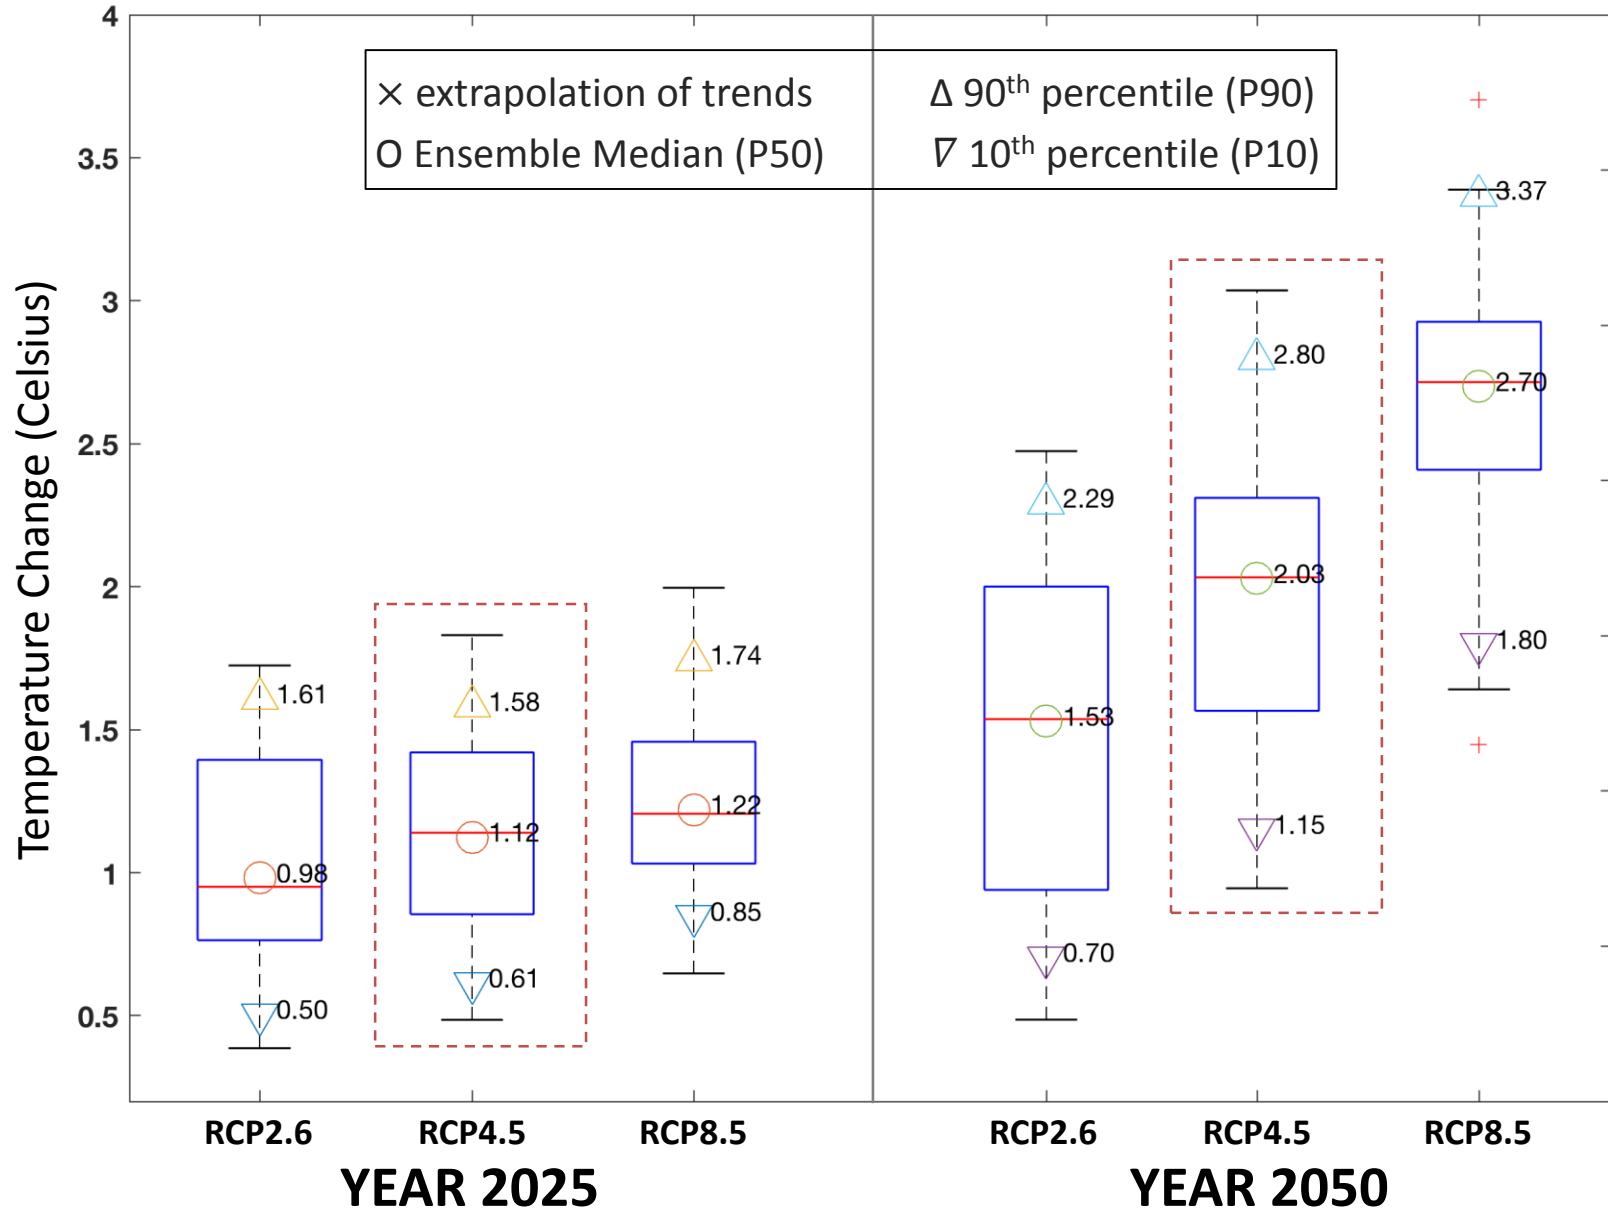 4
3.5
3
2.5
2
1.5
1
0.5
Temperature Change (Celsius)
× extrapolation of trends
Δ 90th percentile (P90)
O Ensemble Median (P50)
∇ 10th percentile (P10)
1.61
0.98
0.50
1.58
1.12
0.61
1.74
1.22
0.85
2.29
1.53
0.70
2.80
2.03
1.15
3.37
2.70
1.80
RCP2.6
RCP4.5
RCP8.5
RCP2.6
RCP4.5
RCP8.5
YEAR 2025
YEAR 2050